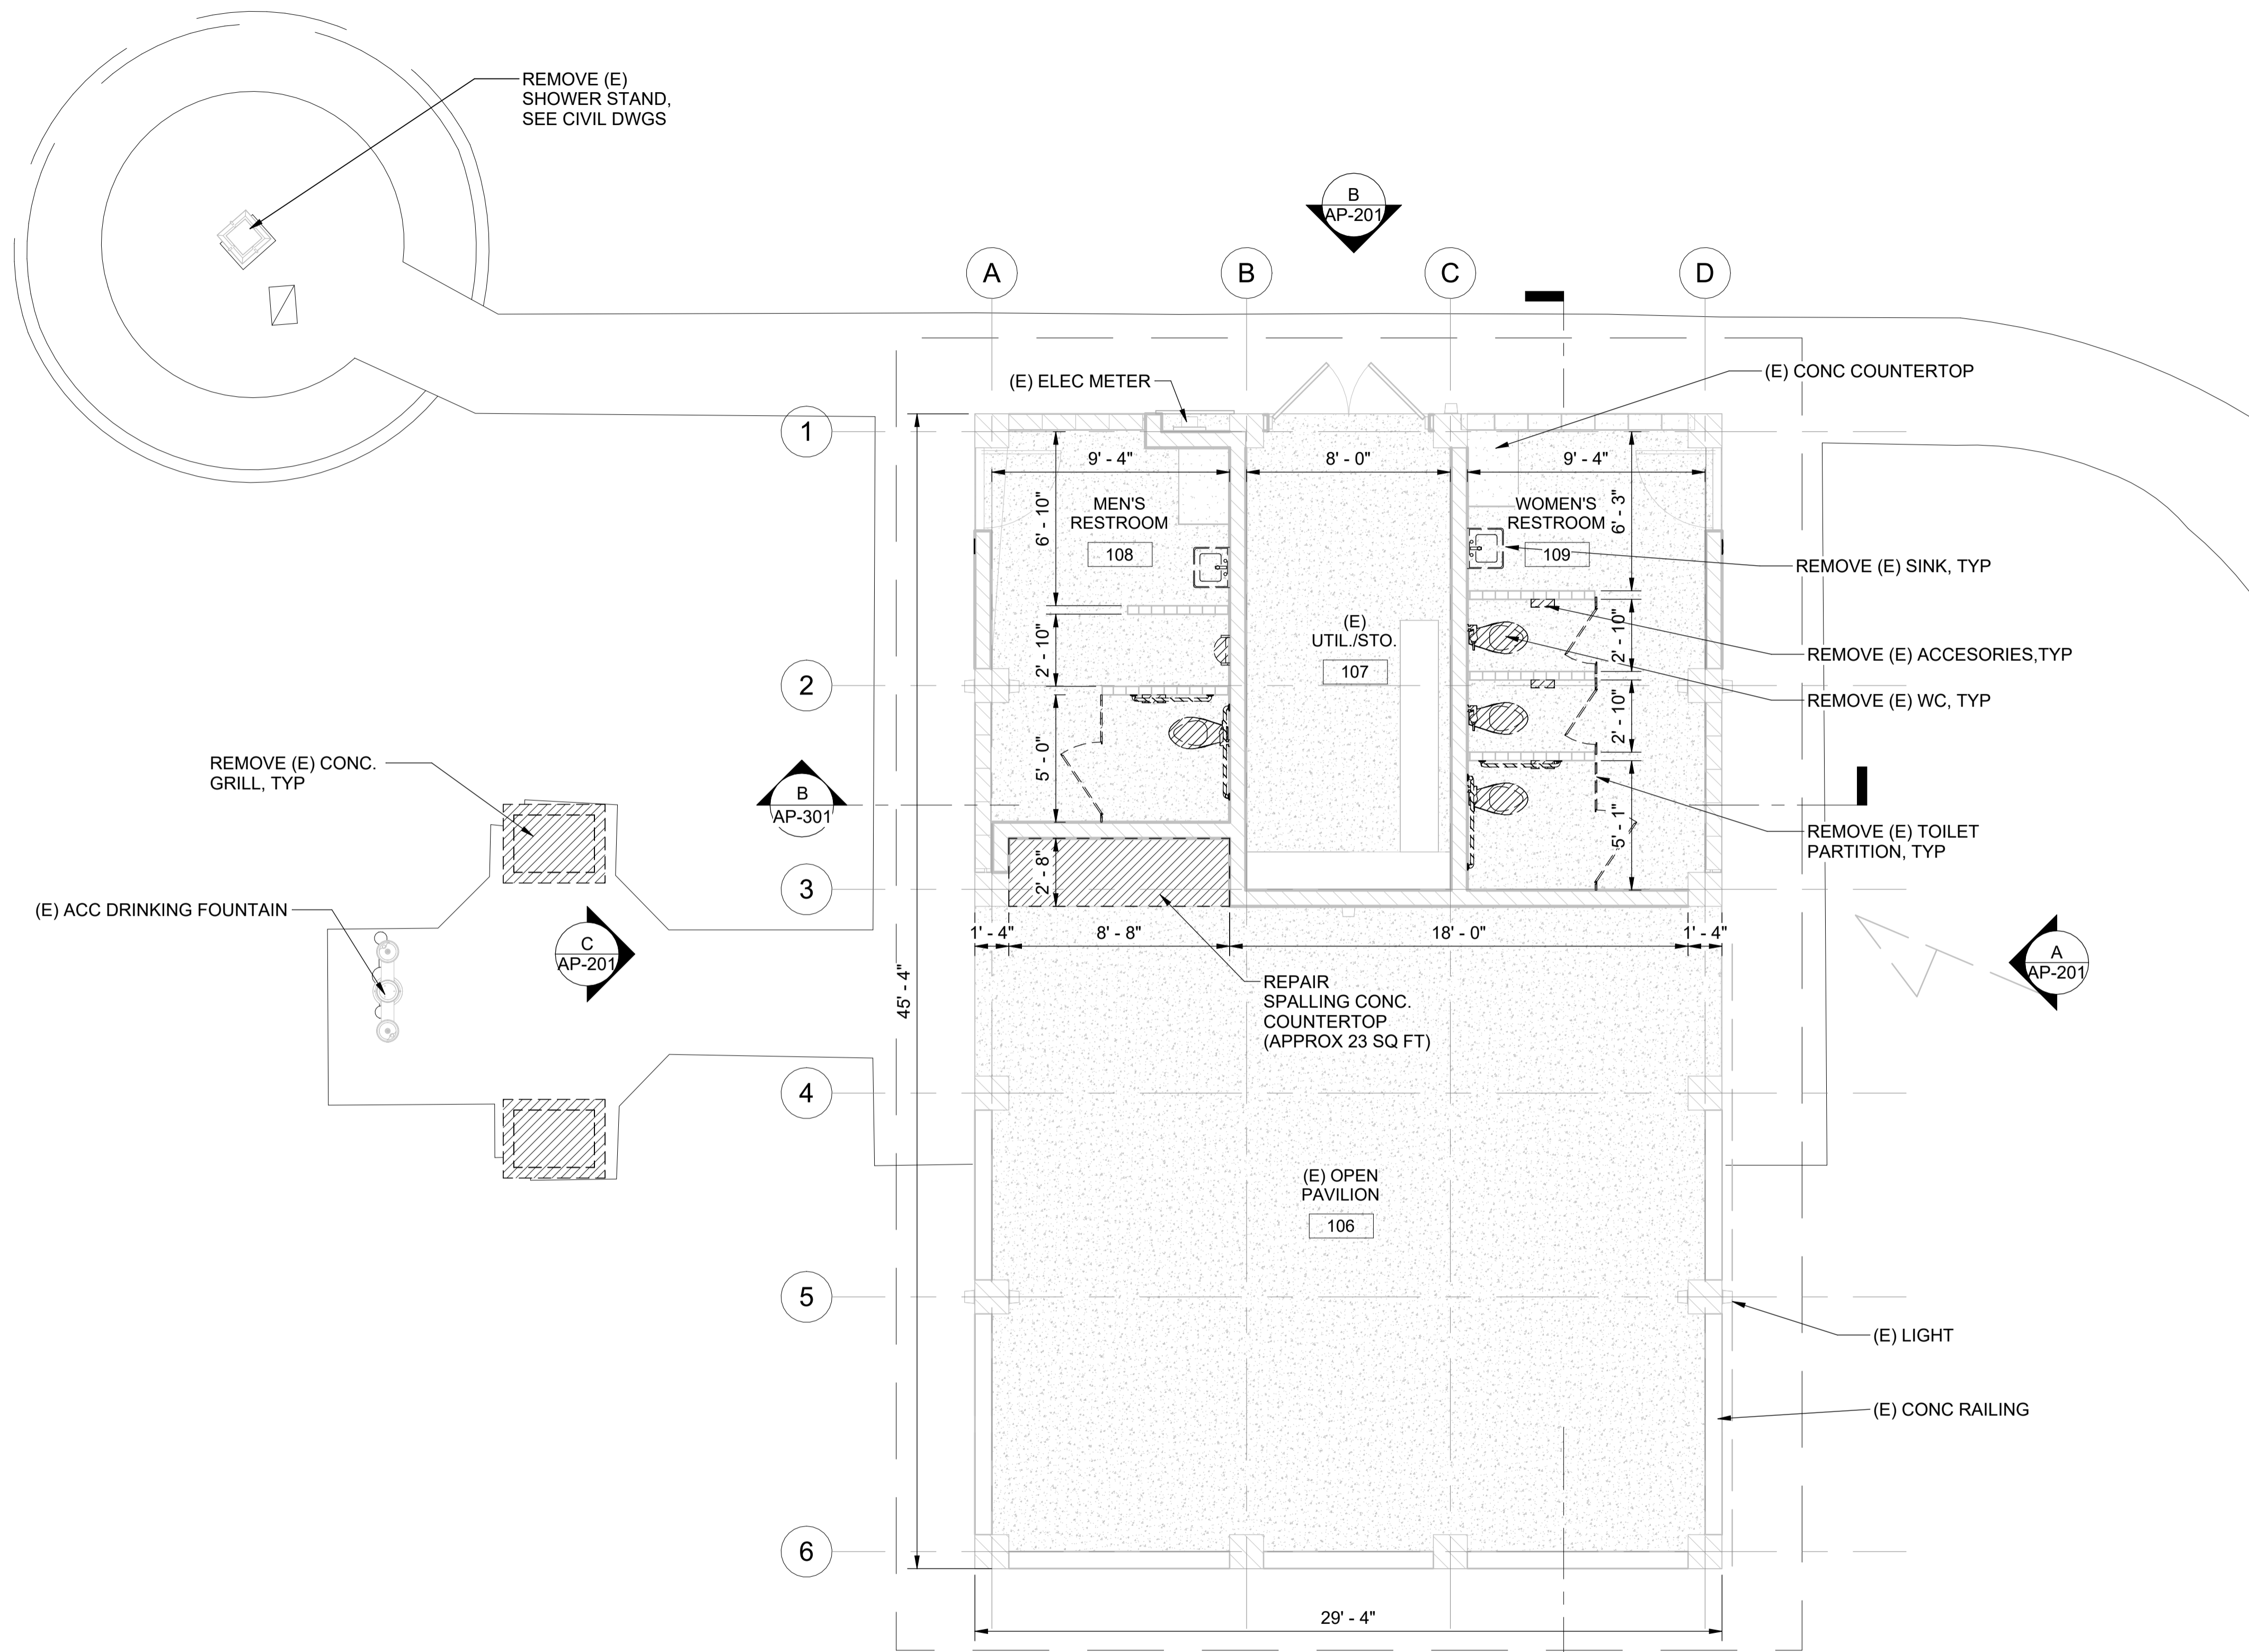 REMOVE (E)
SHOWER STAND,
SEE CIVIL DWGS
B
AP-201
A
B
C
D
(E) ELEC METER
(E) CONC COUNTERTOP
1
9' - 4"
8' - 0"
9' - 4"
6' - 10"
MEN'S
RESTROOM
108
WOMEN'S
RESTROOM
109
6' - 3"
REMOVE (E) SINK, TYP
2' - 10"
(E)
UTIL./STO.
107
2' - 10"
REMOVE (E) ACCESORIES,TYP
2
REMOVE (E) WC, TYP
2' - 10"
5' - 0"
REMOVE (E) CONC.
GRILL, TYP
B
AP-301
5' - 1"
REMOVE (E) TOILET
PARTITION, TYP
2' - 8"
3
(E) ACC DRINKING FOUNTAIN
C
AP-201
1' - 4"
8' - 8"
18' - 0"
1' - 4"
A
AP-201
45' - 4"
REPAIR
SPALLING CONC.
COUNTERTOP
(APPROX 23 SQ FT)
4
(E) OPEN
PAVILION
106
5
(E) LIGHT
(E) CONC RAILING
6
29' - 4"